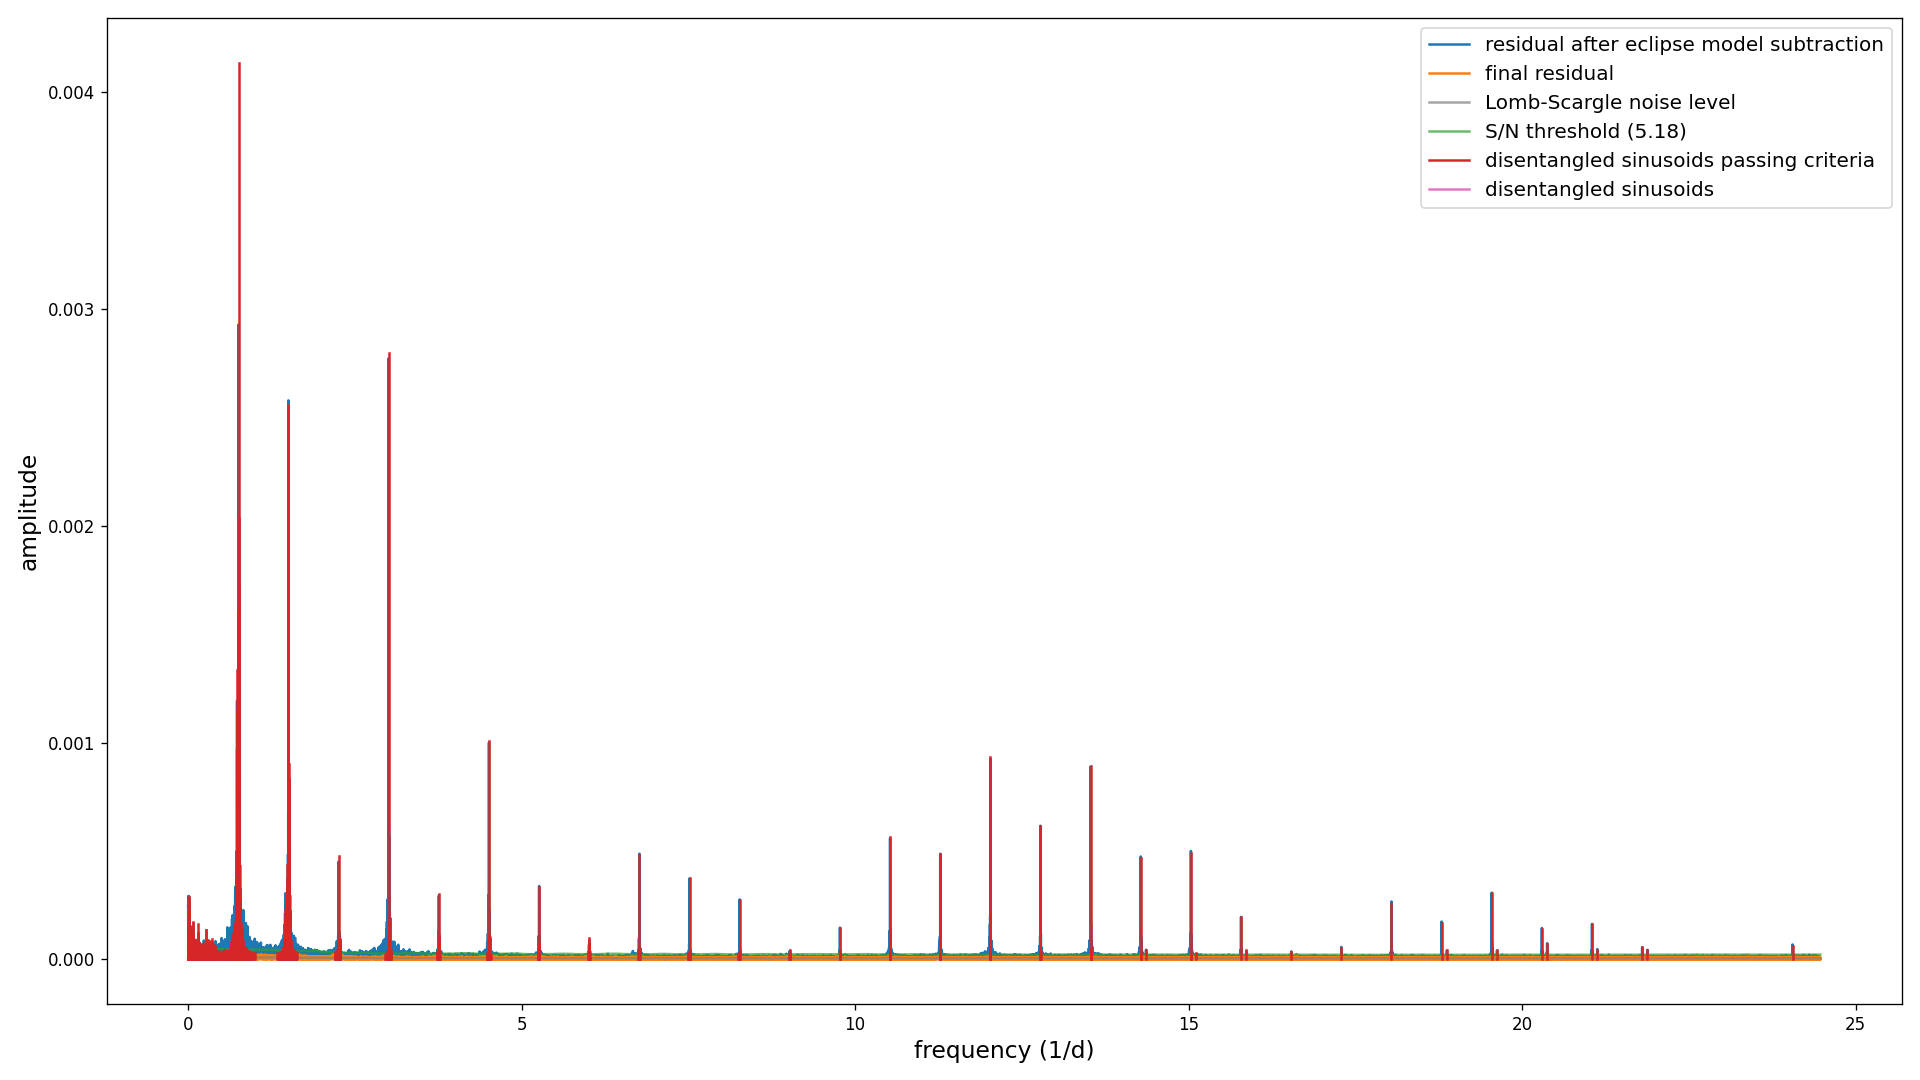 residual after eclipse model subtraction
final residual
Lomb-Scargle noise level
S/N threshold (5.18)
disentangled sinusoids passing criteria
disentangled sinusoids
amplitude
0.004
0.003
0.002
0.001
0.000
0 5 10 15 20 25
frequency (1/d)